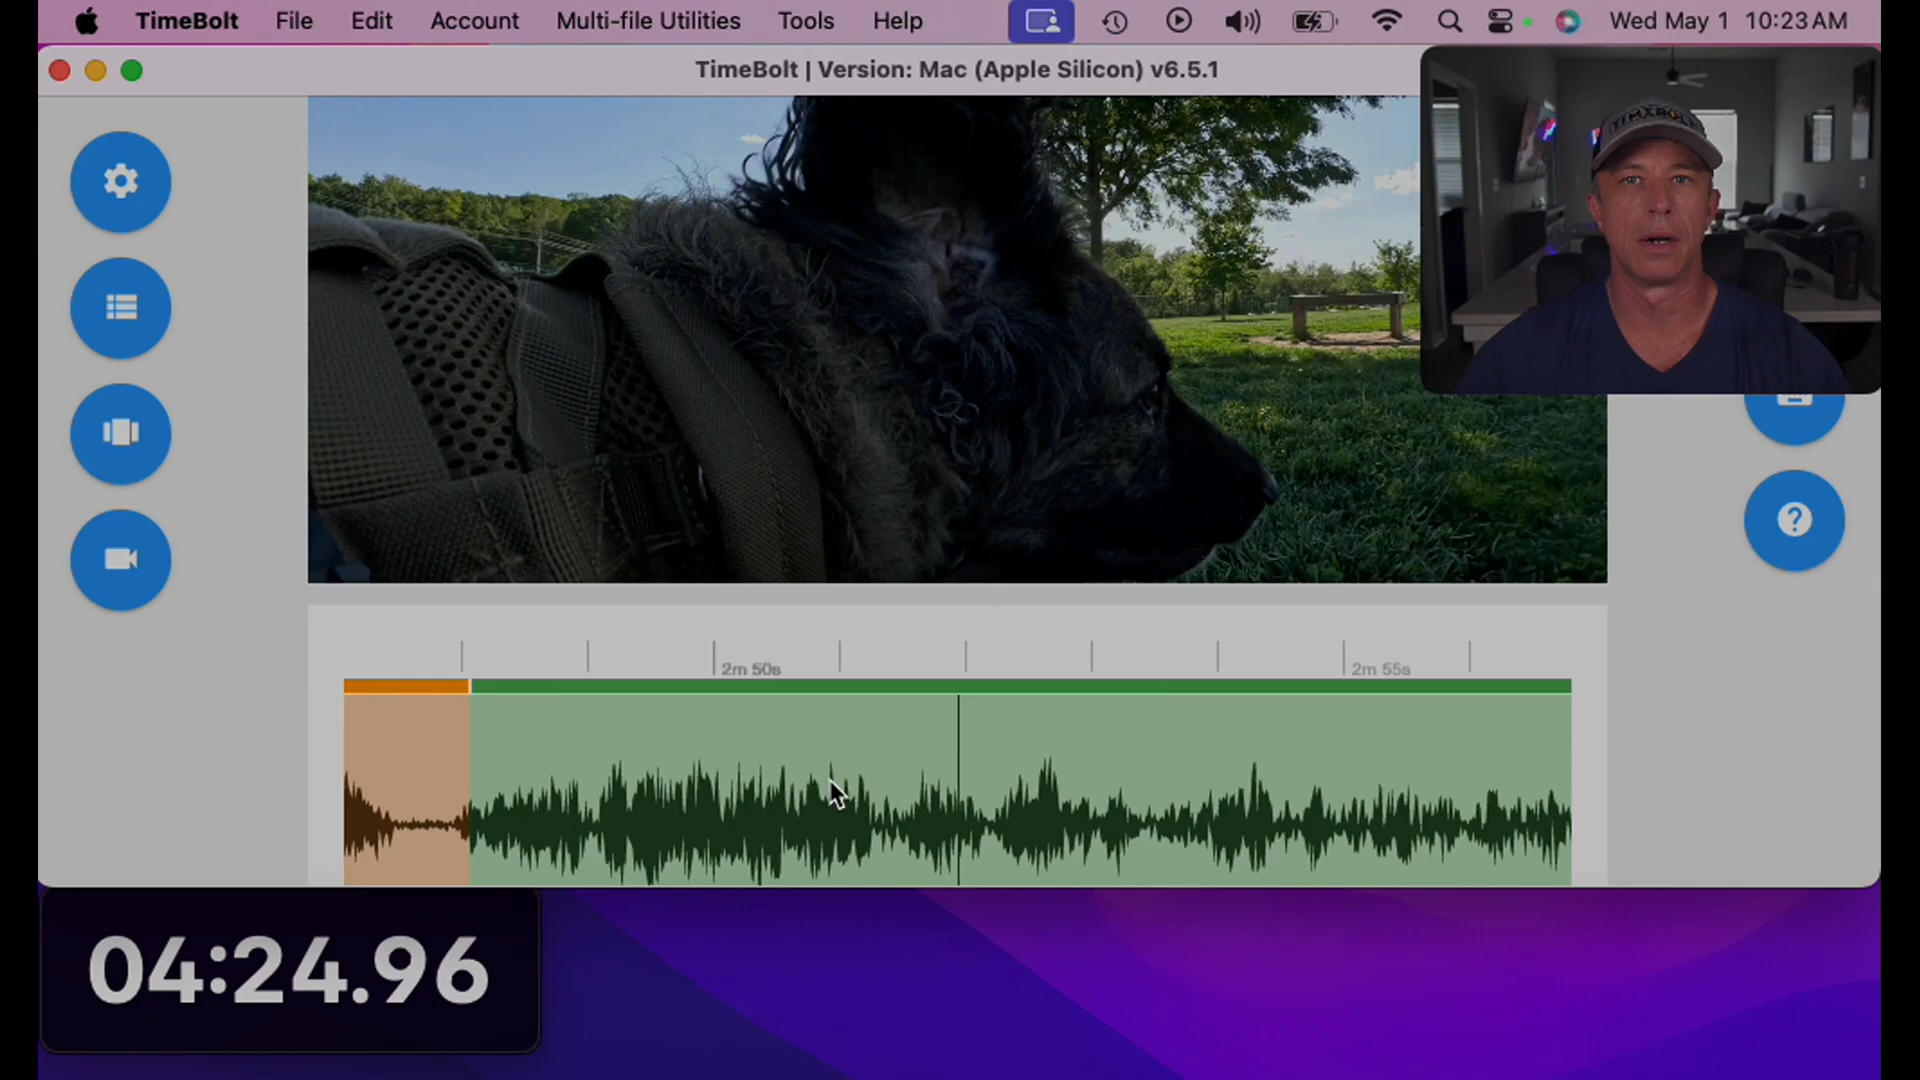 TimeBolt File Edit Account Multi-file Utilities Tools Help Wed May 1 10:23 AM
TimeBolt | Version: Mac (Apple Silicon) v6.5.1
TIMEBOLT
2m 50s 2m 55s
04:24.96